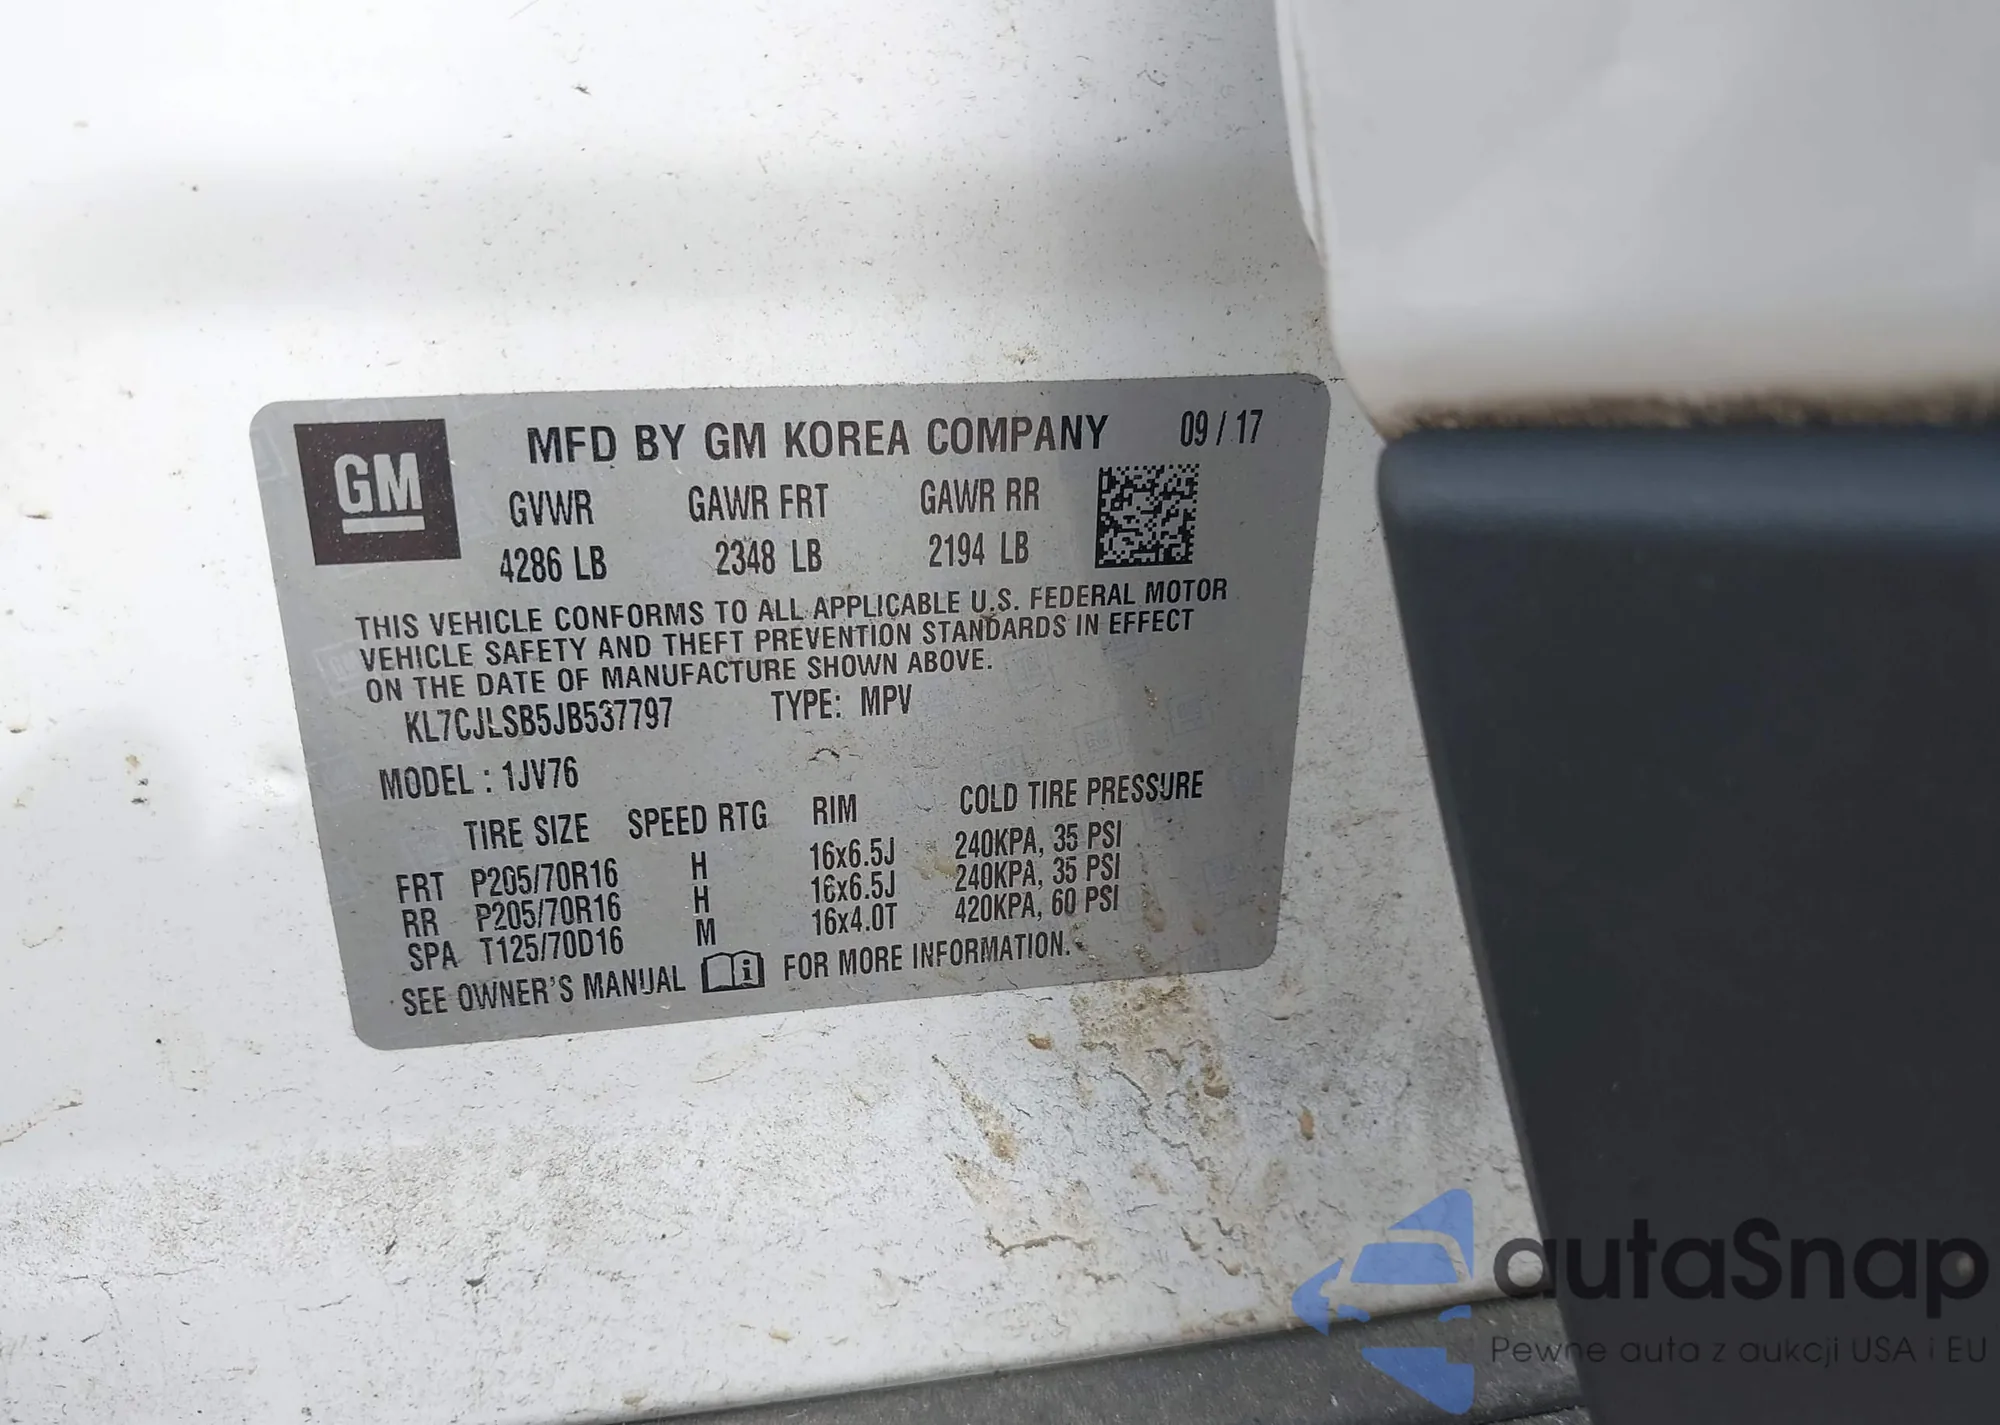 GM
MFD BY GM KOREA COMPANY 09 / 17
GVWR GAWR FRT GAWR RR
4286 LB 2348 LB 2194 LB
THIS VEHICLE CONFORMS TO ALL APPLICABLE U.S. FEDERAL MOTOR
VEHICLE SAFETY AND THEFT PREVENTION STANDARDS IN EFFECT
ON THE DATE OF MANUFACTURE SHOWN ABOVE.
KL7CJLSB5JB537797 TYPE: MPV
MODEL : 1JV76
TIRE SIZE SPEED RTG RIM COLD TIRE PRESSURE
FRT P205/70R16 H 16x6.5J 240KPA, 35 PSI
RR P205/70R16 H 16x6.5J 240KPA, 35 PSI
SPA T125/70D16 M 16x4.0T 420KPA, 60 PSI
SEE OWNER'S MANUAL FOR MORE INFORMATION.
autaSnap
Pewne auta z aukcji USA i EU